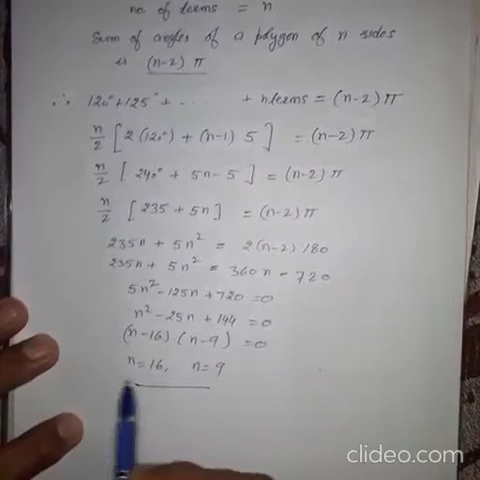 no. of terms = n
Sum of angles of a polygon of n sides
is (n-2) π
∴ 120° + 125° + ...... + n terms = (n-2) π
n/2 [ 2 (120°) + (n-1) 5 ] = (n-2) π
n/2 [ 240° + 5n - 5 ] = (n-2) π
n/2 [ 235 + 5n ] = (n-2) π
235n + 5n² = 2(n-2) 180
235n + 5n² = 360n - 720
5n² - 125n + 720 = 0
n² - 25n + 144 = 0
(n-16) (n-9) = 0
n = 16, n = 9
clideo.com